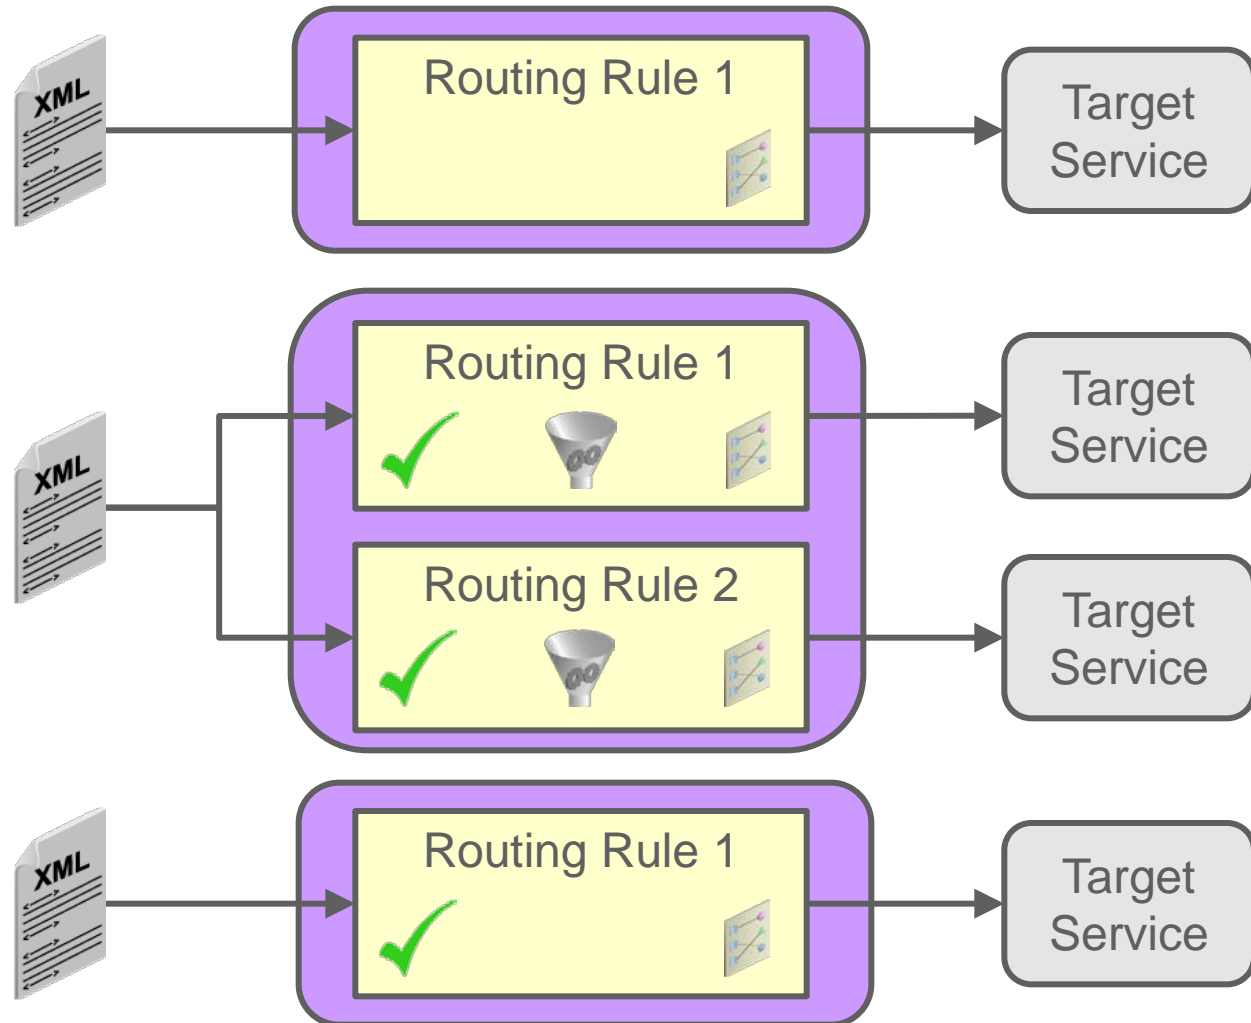 XML
Routing Rule 1
Target
Service
XML
Routing Rule 1
Target
Service
Routing Rule 2
Target
Service
XML
Routing Rule 1
Target
Service